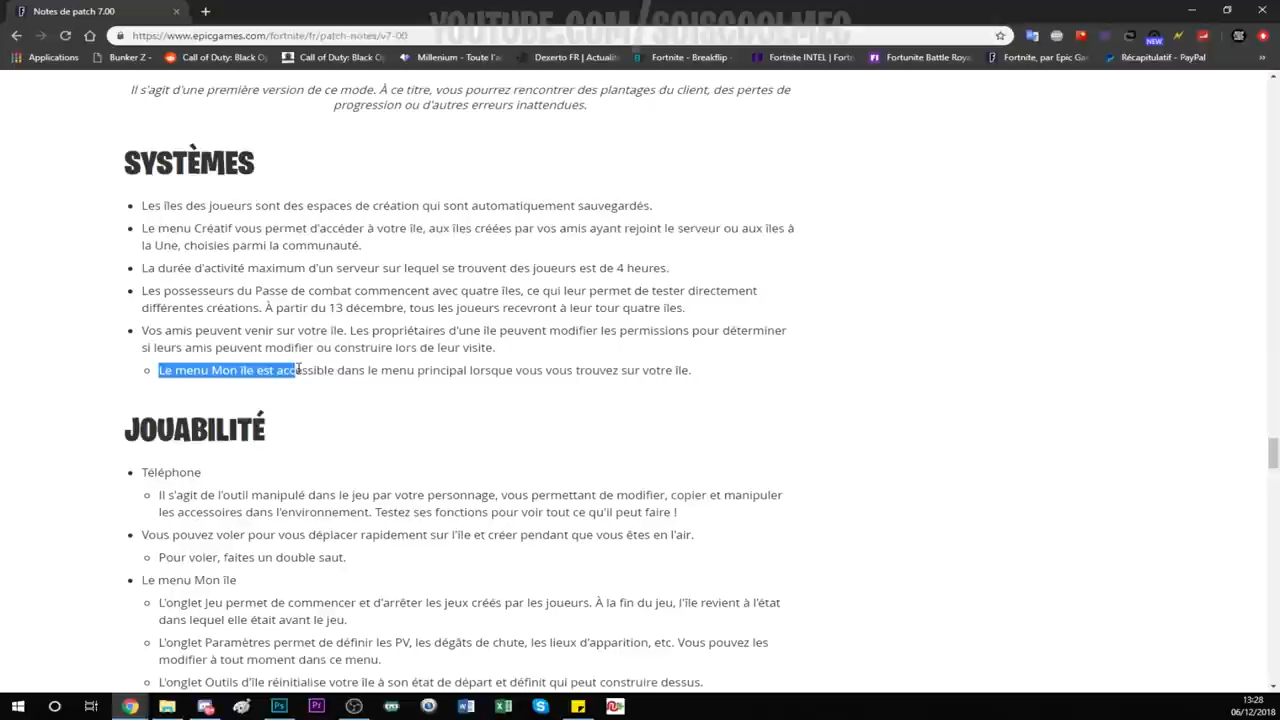 Notes de patch 7.00
YOUTUBE.COM/SOISCOOLMEC
https://www.epicgames.com/fortnite/fr/patch-notes/v7-00
Applications Bunker Z - Call of Duty: Black O Call of Duty: Black O Millenium - Toute l'a Dexerto FR | Actuali Fortnite - Breakflip Fortnite INTEL | Fort Fortunite Battle Roya Fortnite, par Epic Ga Récapitulatif - PayPal
NEW
Il s'agit d'une première version de ce mode. À ce titre, vous pourrez rencontrer des plantages du client, des pertes de
progression ou d'autres erreurs inattendues.
SYSTÈMES
Les îles des joueurs sont des espaces de création qui sont automatiquement sauvegardés.
Le menu Créatif vous permet d'accéder à votre île, aux îles créées par vos amis ayant rejoint le serveur ou aux îles à
la Une, choisies parmi la communauté.
La durée d'activité maximum d'un serveur sur lequel se trouvent des joueurs est de 4 heures.
Les possesseurs du Passe de combat commencent avec quatre îles, ce qui leur permet de tester directement
différentes créations. À partir du 13 décembre, tous les joueurs recevront à leur tour quatre îles.
Vos amis peuvent venir sur votre île. Les propriétaires d'une île peuvent modifier les permissions pour déterminer
si leurs amis peuvent modifier ou construire lors de leur visite.
Le menu Mon île est accessible dans le menu principal lorsque vous vous trouvez sur votre île.
JOUABILITÉ
Téléphone
Il s'agit de l'outil manipulé dans le jeu par votre personnage, vous permettant de modifier, copier et manipuler
les accessoires dans l'environnement. Testez ses fonctions pour voir tout ce qu'il peut faire !
Vous pouvez voler pour vous déplacer rapidement sur l'île et créer pendant que vous êtes en l'air.
Pour voler, faites un double saut.
Le menu Mon île
L'onglet Jeu permet de commencer et d'arrêter les jeux créés par les joueurs. À la fin du jeu, l'île revient à l'état
dans lequel elle était avant le jeu.
L'onglet Paramètres permet de définir les PV, les dégâts de chute, les lieux d'apparition, etc. Vous pouvez les
modifier à tout moment dans ce menu.
L'onglet Outils d'île réinitialise votre île à son état de départ et définit qui peut construire dessus.
13:28
06/12/2018